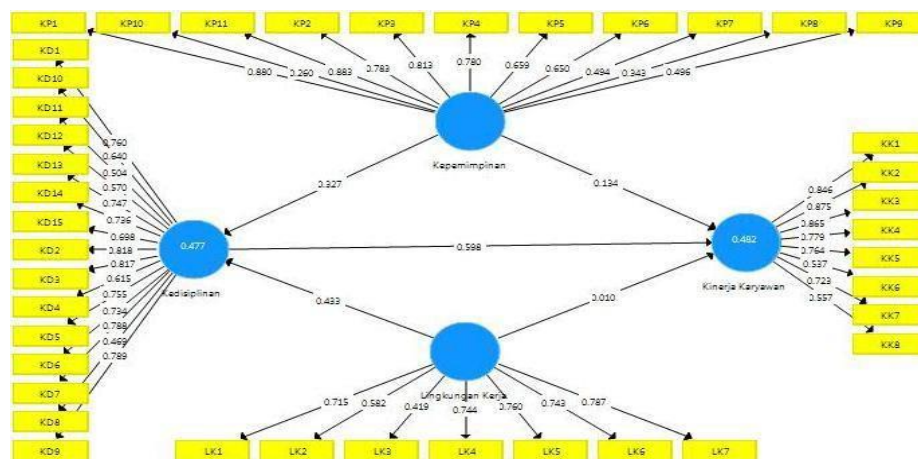 KP1 KP10 KP11 KP2 KP3 KP4 KP5 KP6 KP7 KP8 KP9
0.880 0.260 0.883 0.783 0.813 0.780 0.659 0.650 0.494 0.343 0.496
KD1
KD10
KD11
KD12
KD13
KD14
KD15
KD2
KD3
KD4
KD5
KD6
KD7
KD8
KD9
0.760
0.640
0.504
0.570
0.747
0.736
0.698
0.818
0.817
0.615
0.755
0.734
0.788
0.469
0.789
Kepemimpinan
0.327
0.134
0.477
Kedisiplinan
0.598
0.482
Kinerja Karyawan
0.433
0.010
Lingkungan Kerja
0.846
0.875
0.865
0.779
0.764
0.537
0.723
0.557
KK1
KK2
KK3
KK4
KK5
KK6
KK7
KK8
0.715 0.582 0.419 0.744 0.760 0.743 0.787
LK1 LK2 LK3 LK4 LK5 LK6 LK7